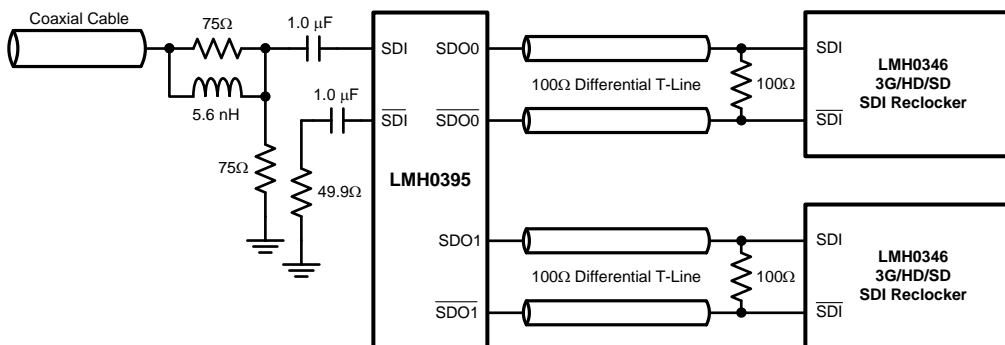 Coaxial Cable
75Ω
5.6 nH
75Ω
1.0 µF
1.0 µF
49.9Ω
SDI
SDI
LMH0395
SDO0
SDO0
SDO1
SDO1
100Ω Differential T-Line
100Ω
SDI
SDI
LMH0346
3G/HD/SD
SDI Reclocker
100Ω Differential T-Line
100Ω
SDI
SDI
LMH0346
3G/HD/SD
SDI Reclocker